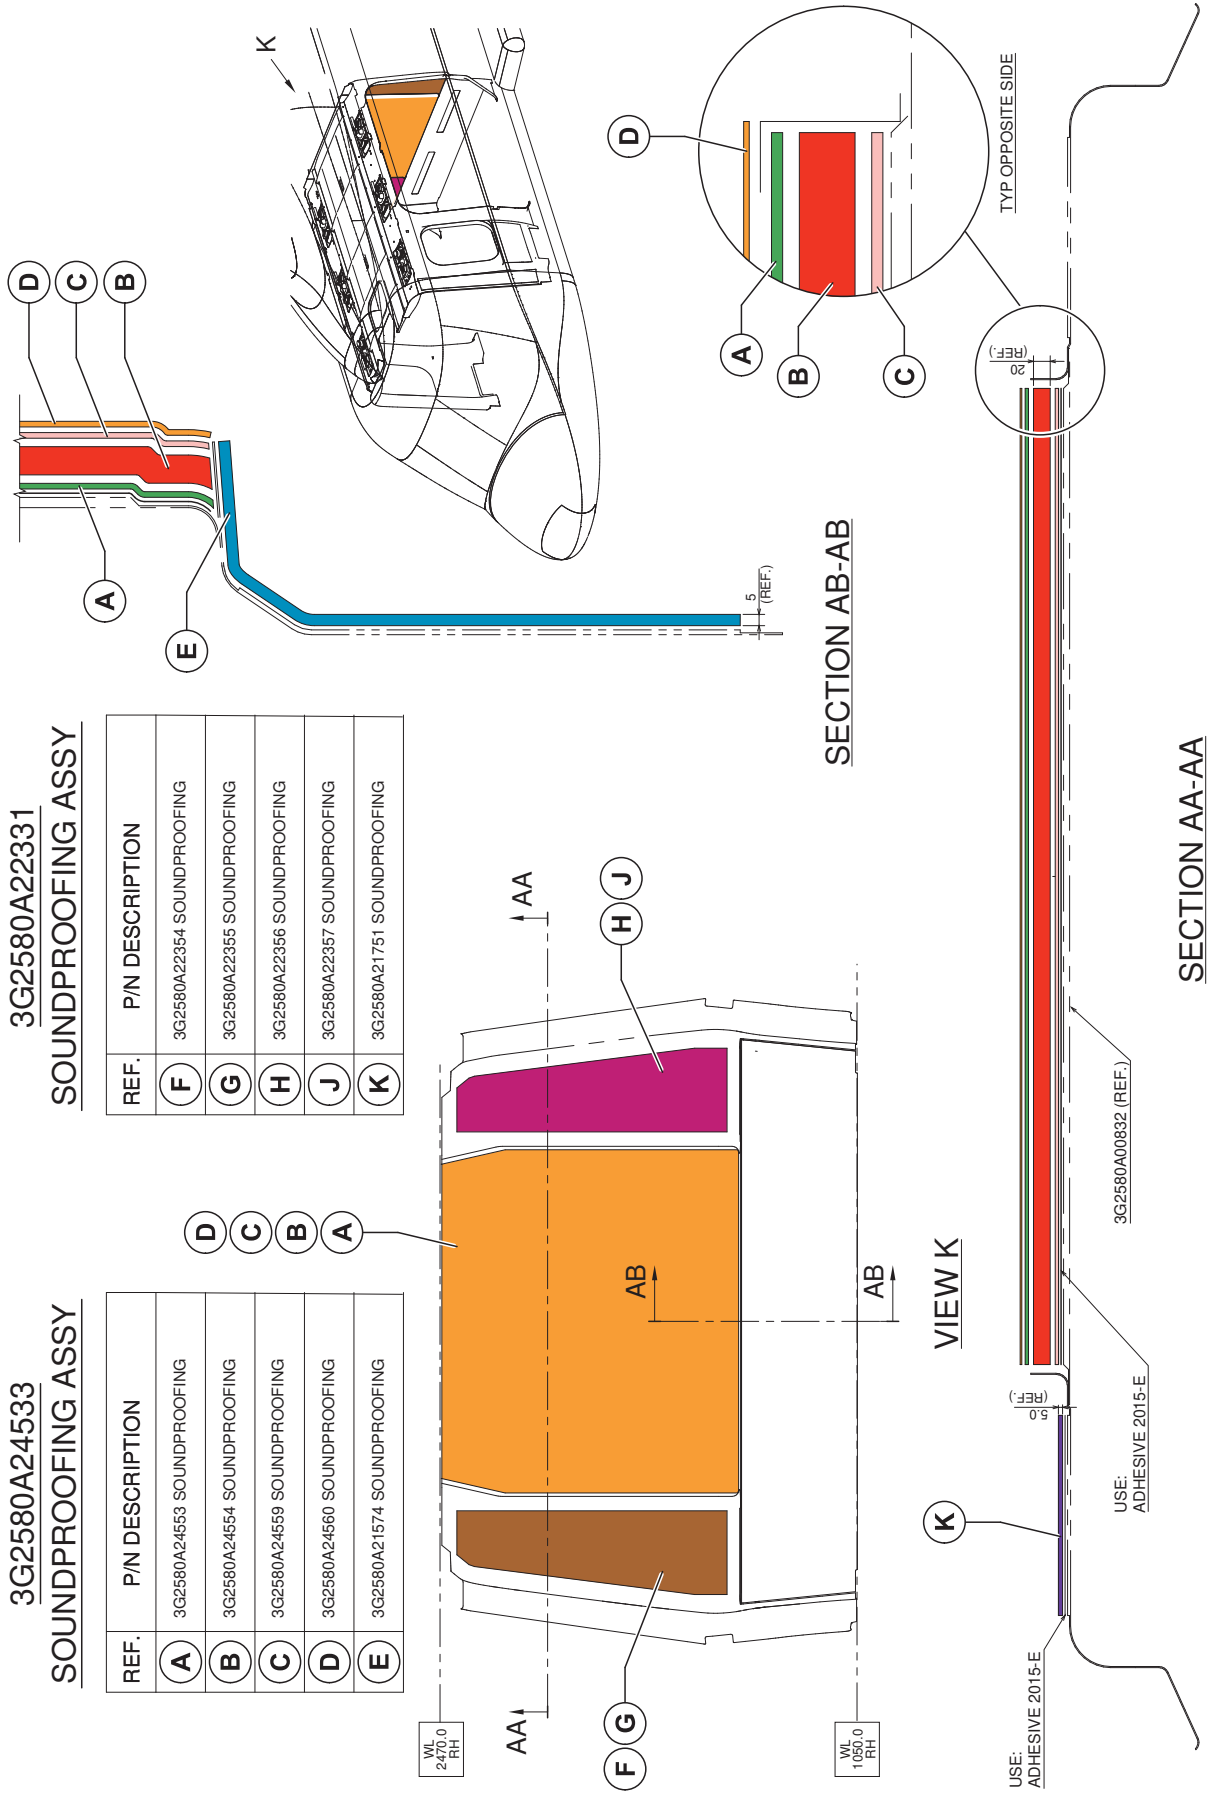 3G2580A24533
SOUNDPROOFING ASSY
REF. P/N DESCRIPTION
A 3G2580A24553 SOUNDPROOFING
B 3G2580A24554 SOUNDPROOFING
C 3G2580A24559 SOUNDPROOFING
D 3G2580A24560 SOUNDPROOFING
E 3G2580A21574 SOUNDPROOFING
3G2580A22331
SOUNDPROOFING ASSY
REF. P/N DESCRIPTION
F 3G2580A22354 SOUNDPROOFING
G 3G2580A22355 SOUNDPROOFING
H 3G2580A22356 SOUNDPROOFING
J 3G2580A22357 SOUNDPROOFING
K 3G2580A21751 SOUNDPROOFING
D
C
B
A
E
5
(REF.)
SECTION AB-AB
K
D
C
B
A
WL
2470.0
RH
AA
AA
F G
H J
AB
AB
WL
1050.0
RH
VIEW K
D
A
B
C
TYP OPPOSITE SIDE
20
(REF.)
5.0
(REF.)
K
USE:
ADHESIVE 2015-E
USE:
ADHESIVE 2015-E
3G2580A00832 (REF.)
SECTION AA-AA